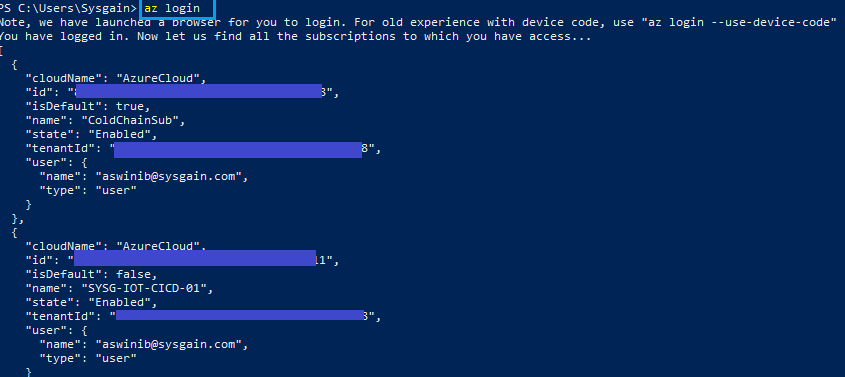 PS C:\Users\Sysgain> az login
Note, we have launched a browser for you to login. For old experience with device code, use "az login --use-device-code"
You have logged in. Now let us find all the subscriptions to which you have access...
[
  {
    "cloudName": "AzureCloud",
    "id": "8 3",
    "isDefault": true,
    "name": "ColdChainSub",
    "state": "Enabled",
    "tenantId": " 8",
    "user": {
      "name": "aswinib@sysgain.com",
      "type": "user"
    }
  },
  {
    "cloudName": "AzureCloud",
    "id": " 11",
    "isDefault": false,
    "name": "SYSG-IOT-CICD-01",
    "state": "Enabled",
    "tenantId": " 3",
    "user": {
      "name": "aswinib@sysgain.com",
      "type": "user"
    }